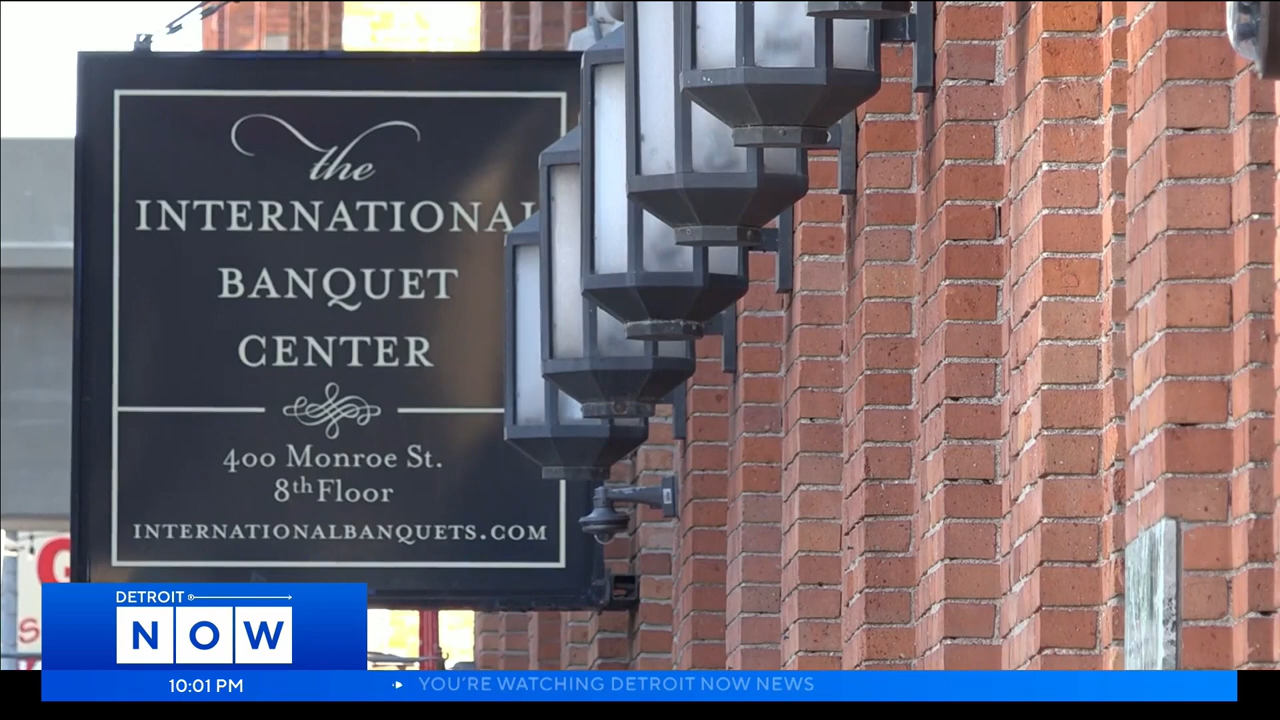 the
INTERNATIONAL
BANQUET
CENTER
400 Monroe St.
8th Floor
INTERNATIONALBANQUETS.COM
G
S
DETROIT
NOW
10:01 PM
YOU'RE WATCHING DETROIT NOW NEWS